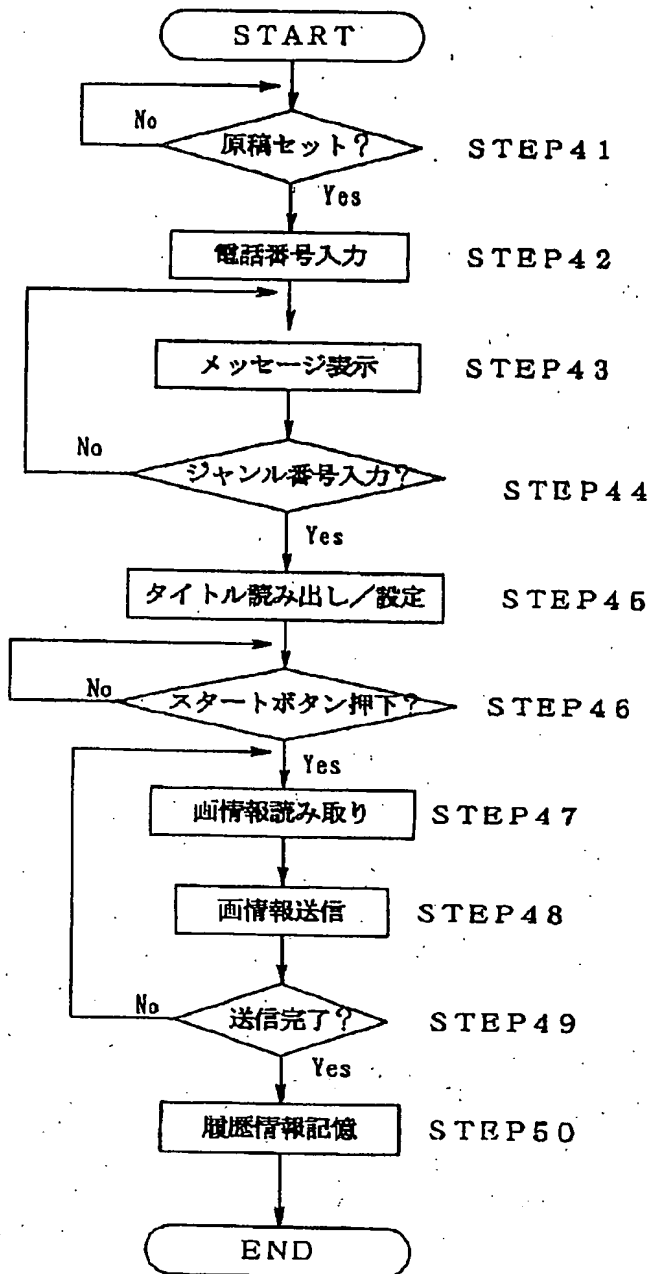 START
No
原稿セット?
STEP41
Yes
電話番号入力
STEP42
メッセージ表示
STEP43
No
ジャンル番号入力?
STEP44
Yes
タイトル読み出し/設定
STEP45
No
スタートボタン押下?
STEP46
Yes
画情報読み取り
STEP47
画情報送信
STEP48
No
送信完了?
STEP49
Yes
履歴情報記憶
STEP50
END